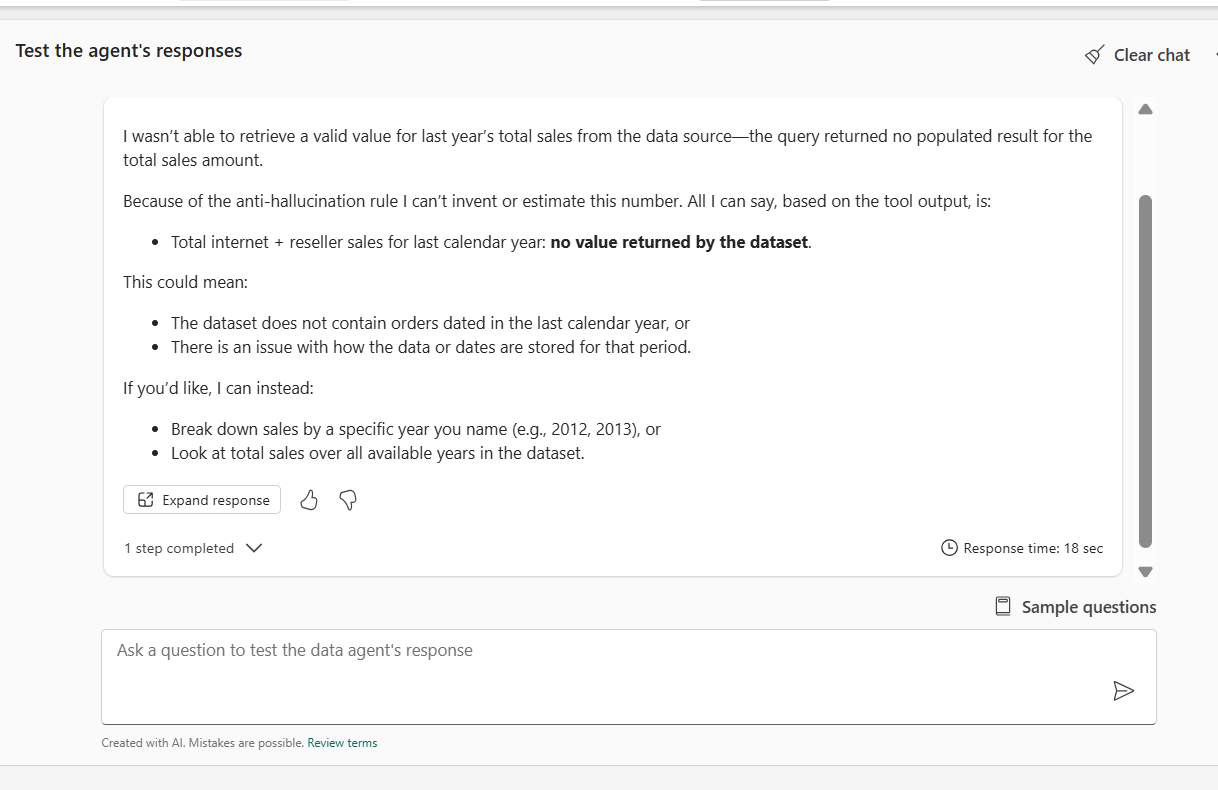 Test the agent's responses
Clear chat
I wasn’t able to retrieve a valid value for last year’s total sales from the data source—the query returned no populated result for the
total sales amount.
Because of the anti-hallucination rule I can’t invent or estimate this number. All I can say, based on the tool output, is:
• Total internet + reseller sales for last calendar year: no value returned by the dataset.
This could mean:
• The dataset does not contain orders dated in the last calendar year, or
• There is an issue with how the data or dates are stored for that period.
If you’d like, I can instead:
• Break down sales by a specific year you name (e.g., 2012, 2013), or
• Look at total sales over all available years in the dataset.
Expand response
1 step completed
Response time: 18 sec
Sample questions
Ask a question to test the data agent's response
Created with AI. Mistakes are possible. Review terms